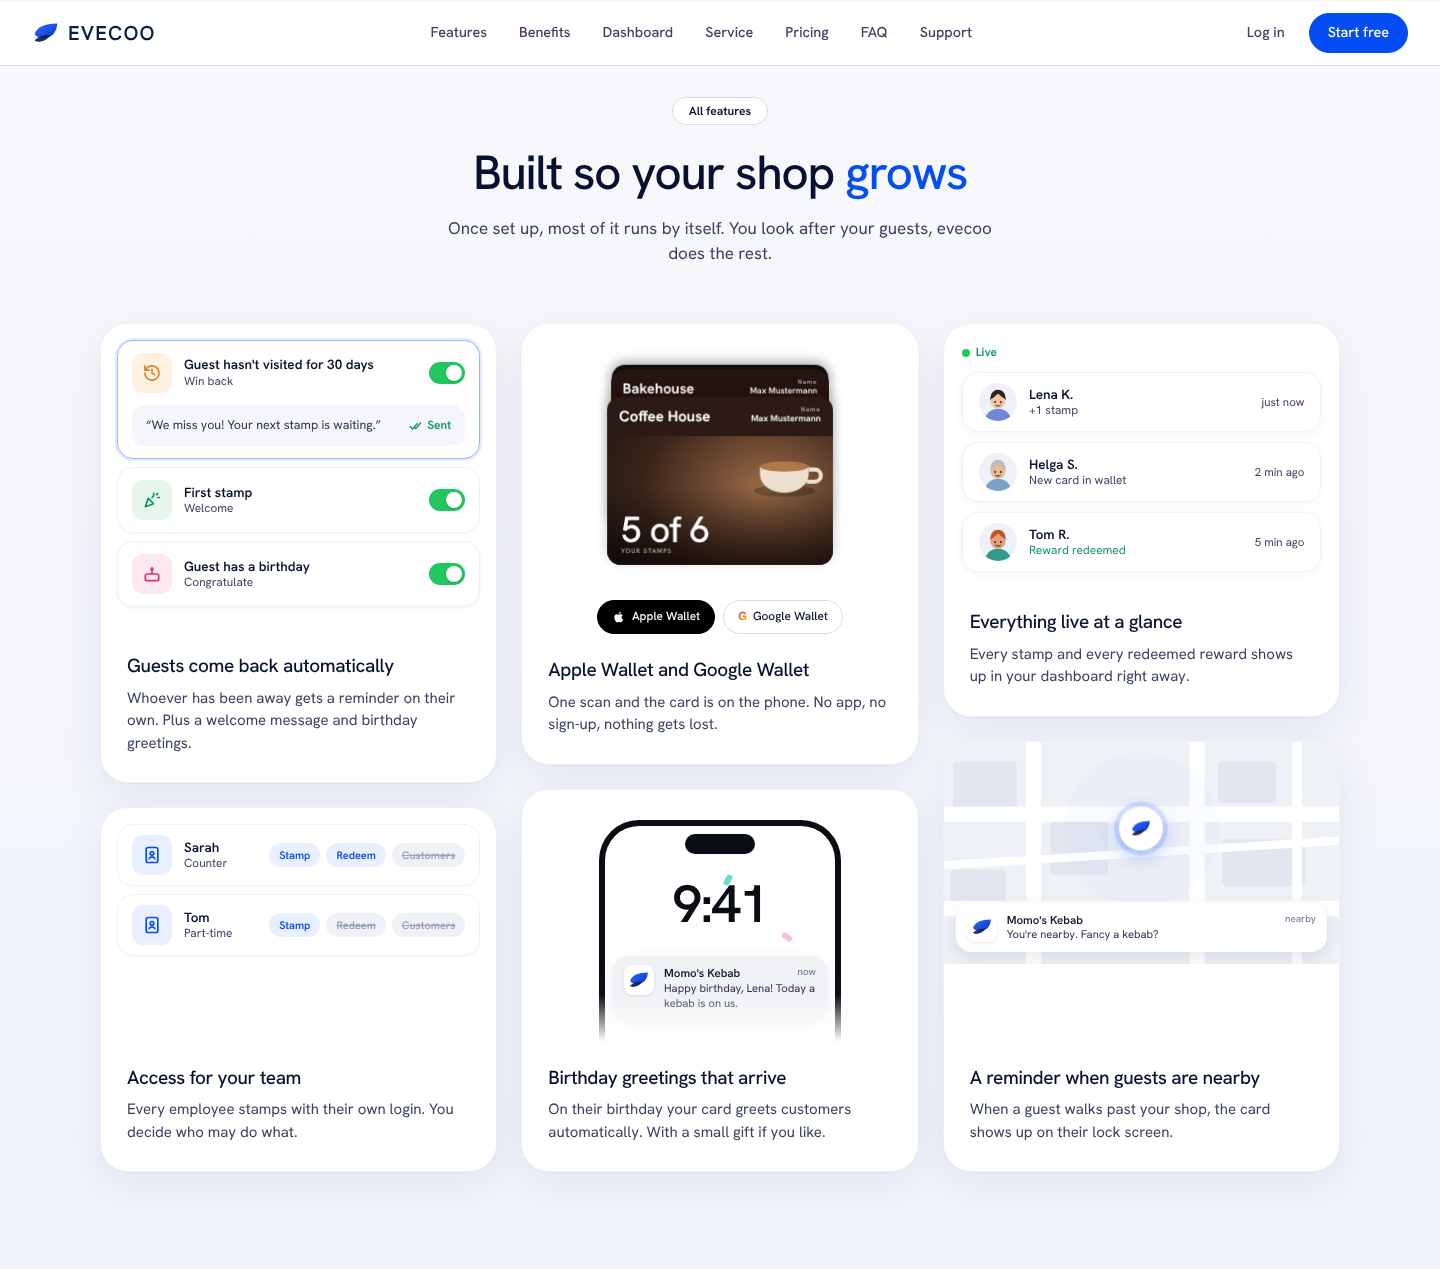 EVECOO
Features
Benefits
Dashboard
Service
Pricing
FAQ
Support
Log in
Start free
All features
Built so your shop grows
Once set up, most of it runs by itself. You look after your guests, evecoo
does the rest.
Guest hasn't visited for 30 days
Win back
“We miss you! Your next stamp is waiting.”
Sent
First stamp
Welcome
Guest has a birthday
Congratulate
Guests come back automatically
Whoever has been away gets a reminder on their
own. Plus a welcome message and birthday
greetings.
Bakehouse
Name
Max Mustermann
Coffee House
Name
Max Mustermann
5 of 6
YOUR STAMPS
Apple Wallet
G Google Wallet
Apple Wallet and Google Wallet
One scan and the card is on the phone. No app, no
sign-up, nothing gets lost.
Live
Lena K.
+1 stamp
just now
Helga S.
New card in wallet
2 min ago
Tom R.
Reward redeemed
5 min ago
Everything live at a glance
Every stamp and every redeemed reward shows
up in your dashboard right away.
Sarah
Counter
Stamp
Redeem
Customers
Tom
Part-time
Stamp
Redeem
Customers
Access for your team
Every employee stamps with their own login. You
decide who may do what.
9:41
Momo's Kebab
now
Happy birthday, Lena! Today a
kebab is on us.
Birthday greetings that arrive
On their birthday your card greets customers
automatically. With a small gift if you like.
Momo's Kebab
nearby
You're nearby. Fancy a kebab?
A reminder when guests are nearby
When a guest walks past your shop, the card
shows up on their lock screen.